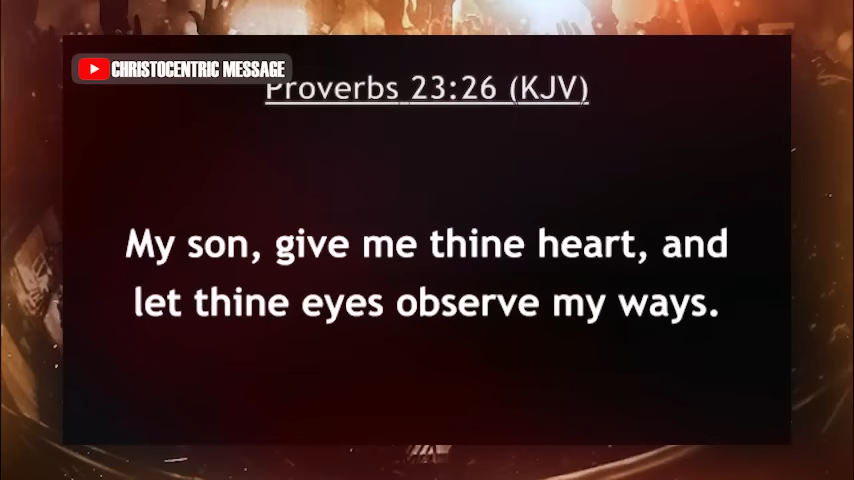 CHRISTOCENTRIC MESSAGE
Proverbs 23:26 (KJV)
My son, give me thine heart, and
let thine eyes observe my ways.